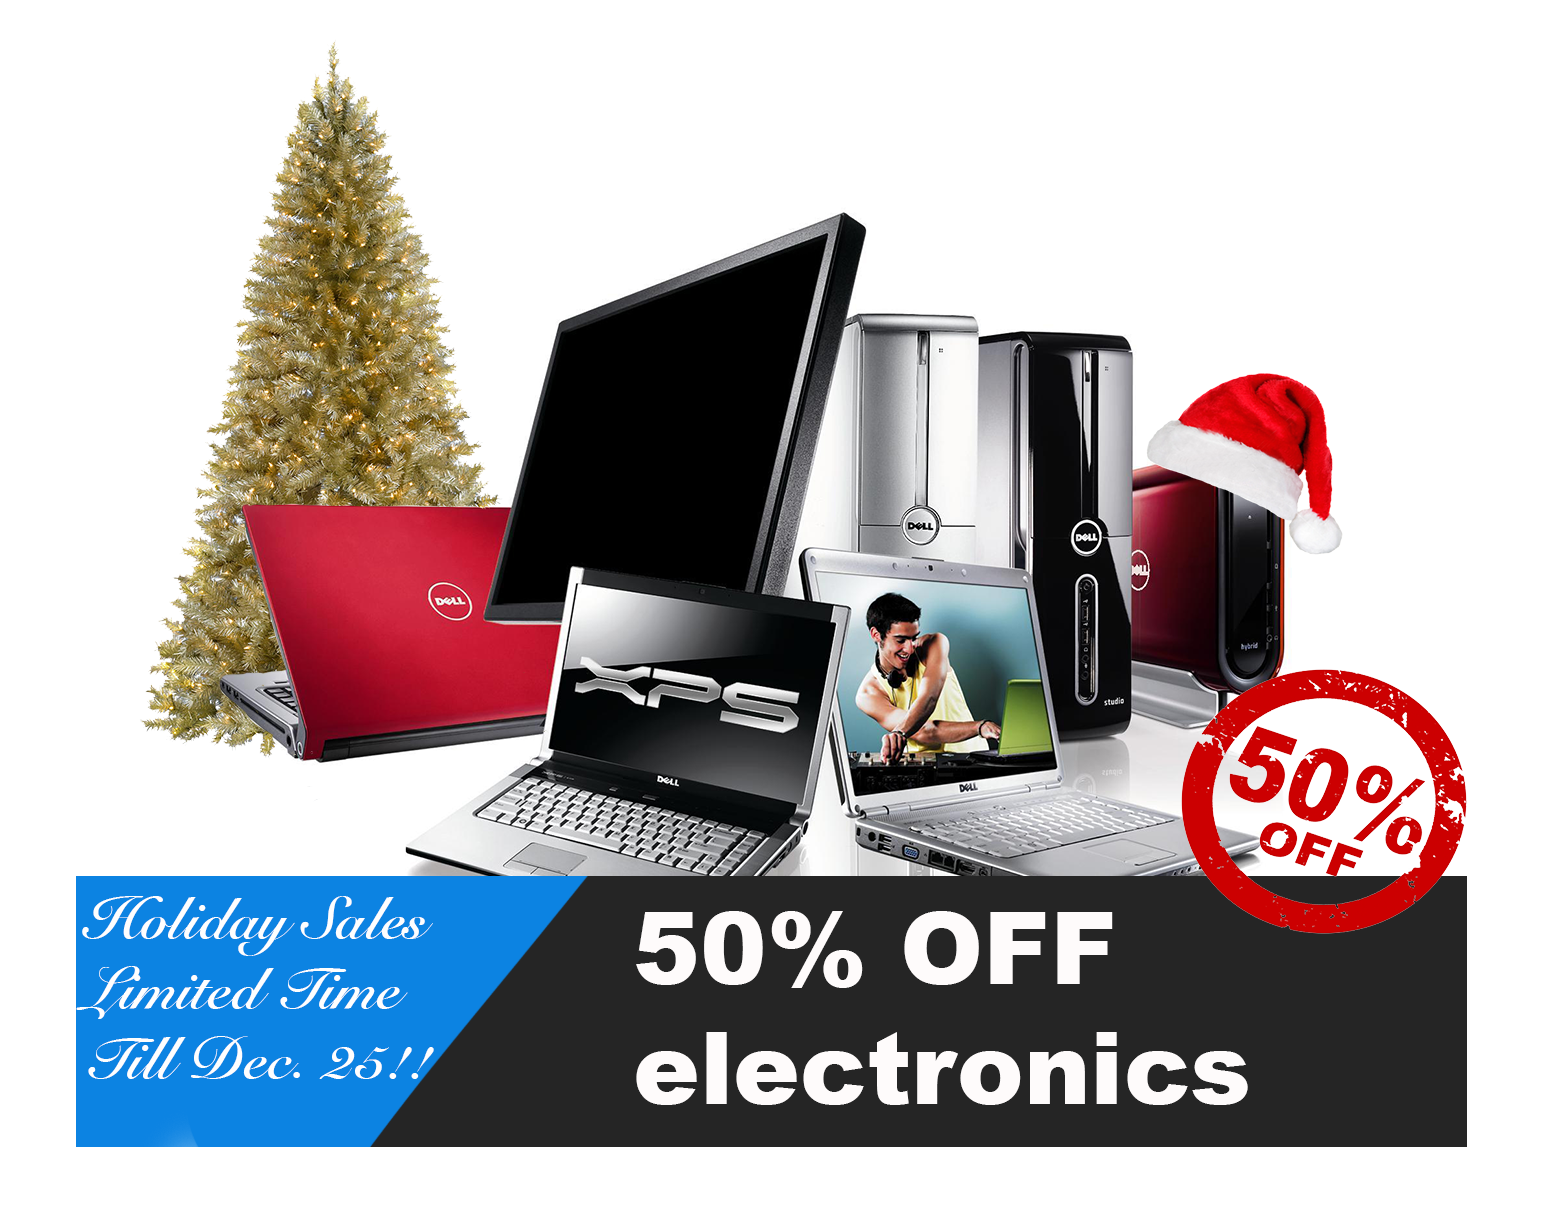 DELL
DELL
DELL
DELL
hybrid
studio
XPS
DELL
DELL
50%
OFF
Holiday Sales
Limited Time
Till Dec. 25!!
50% OFF
electronics